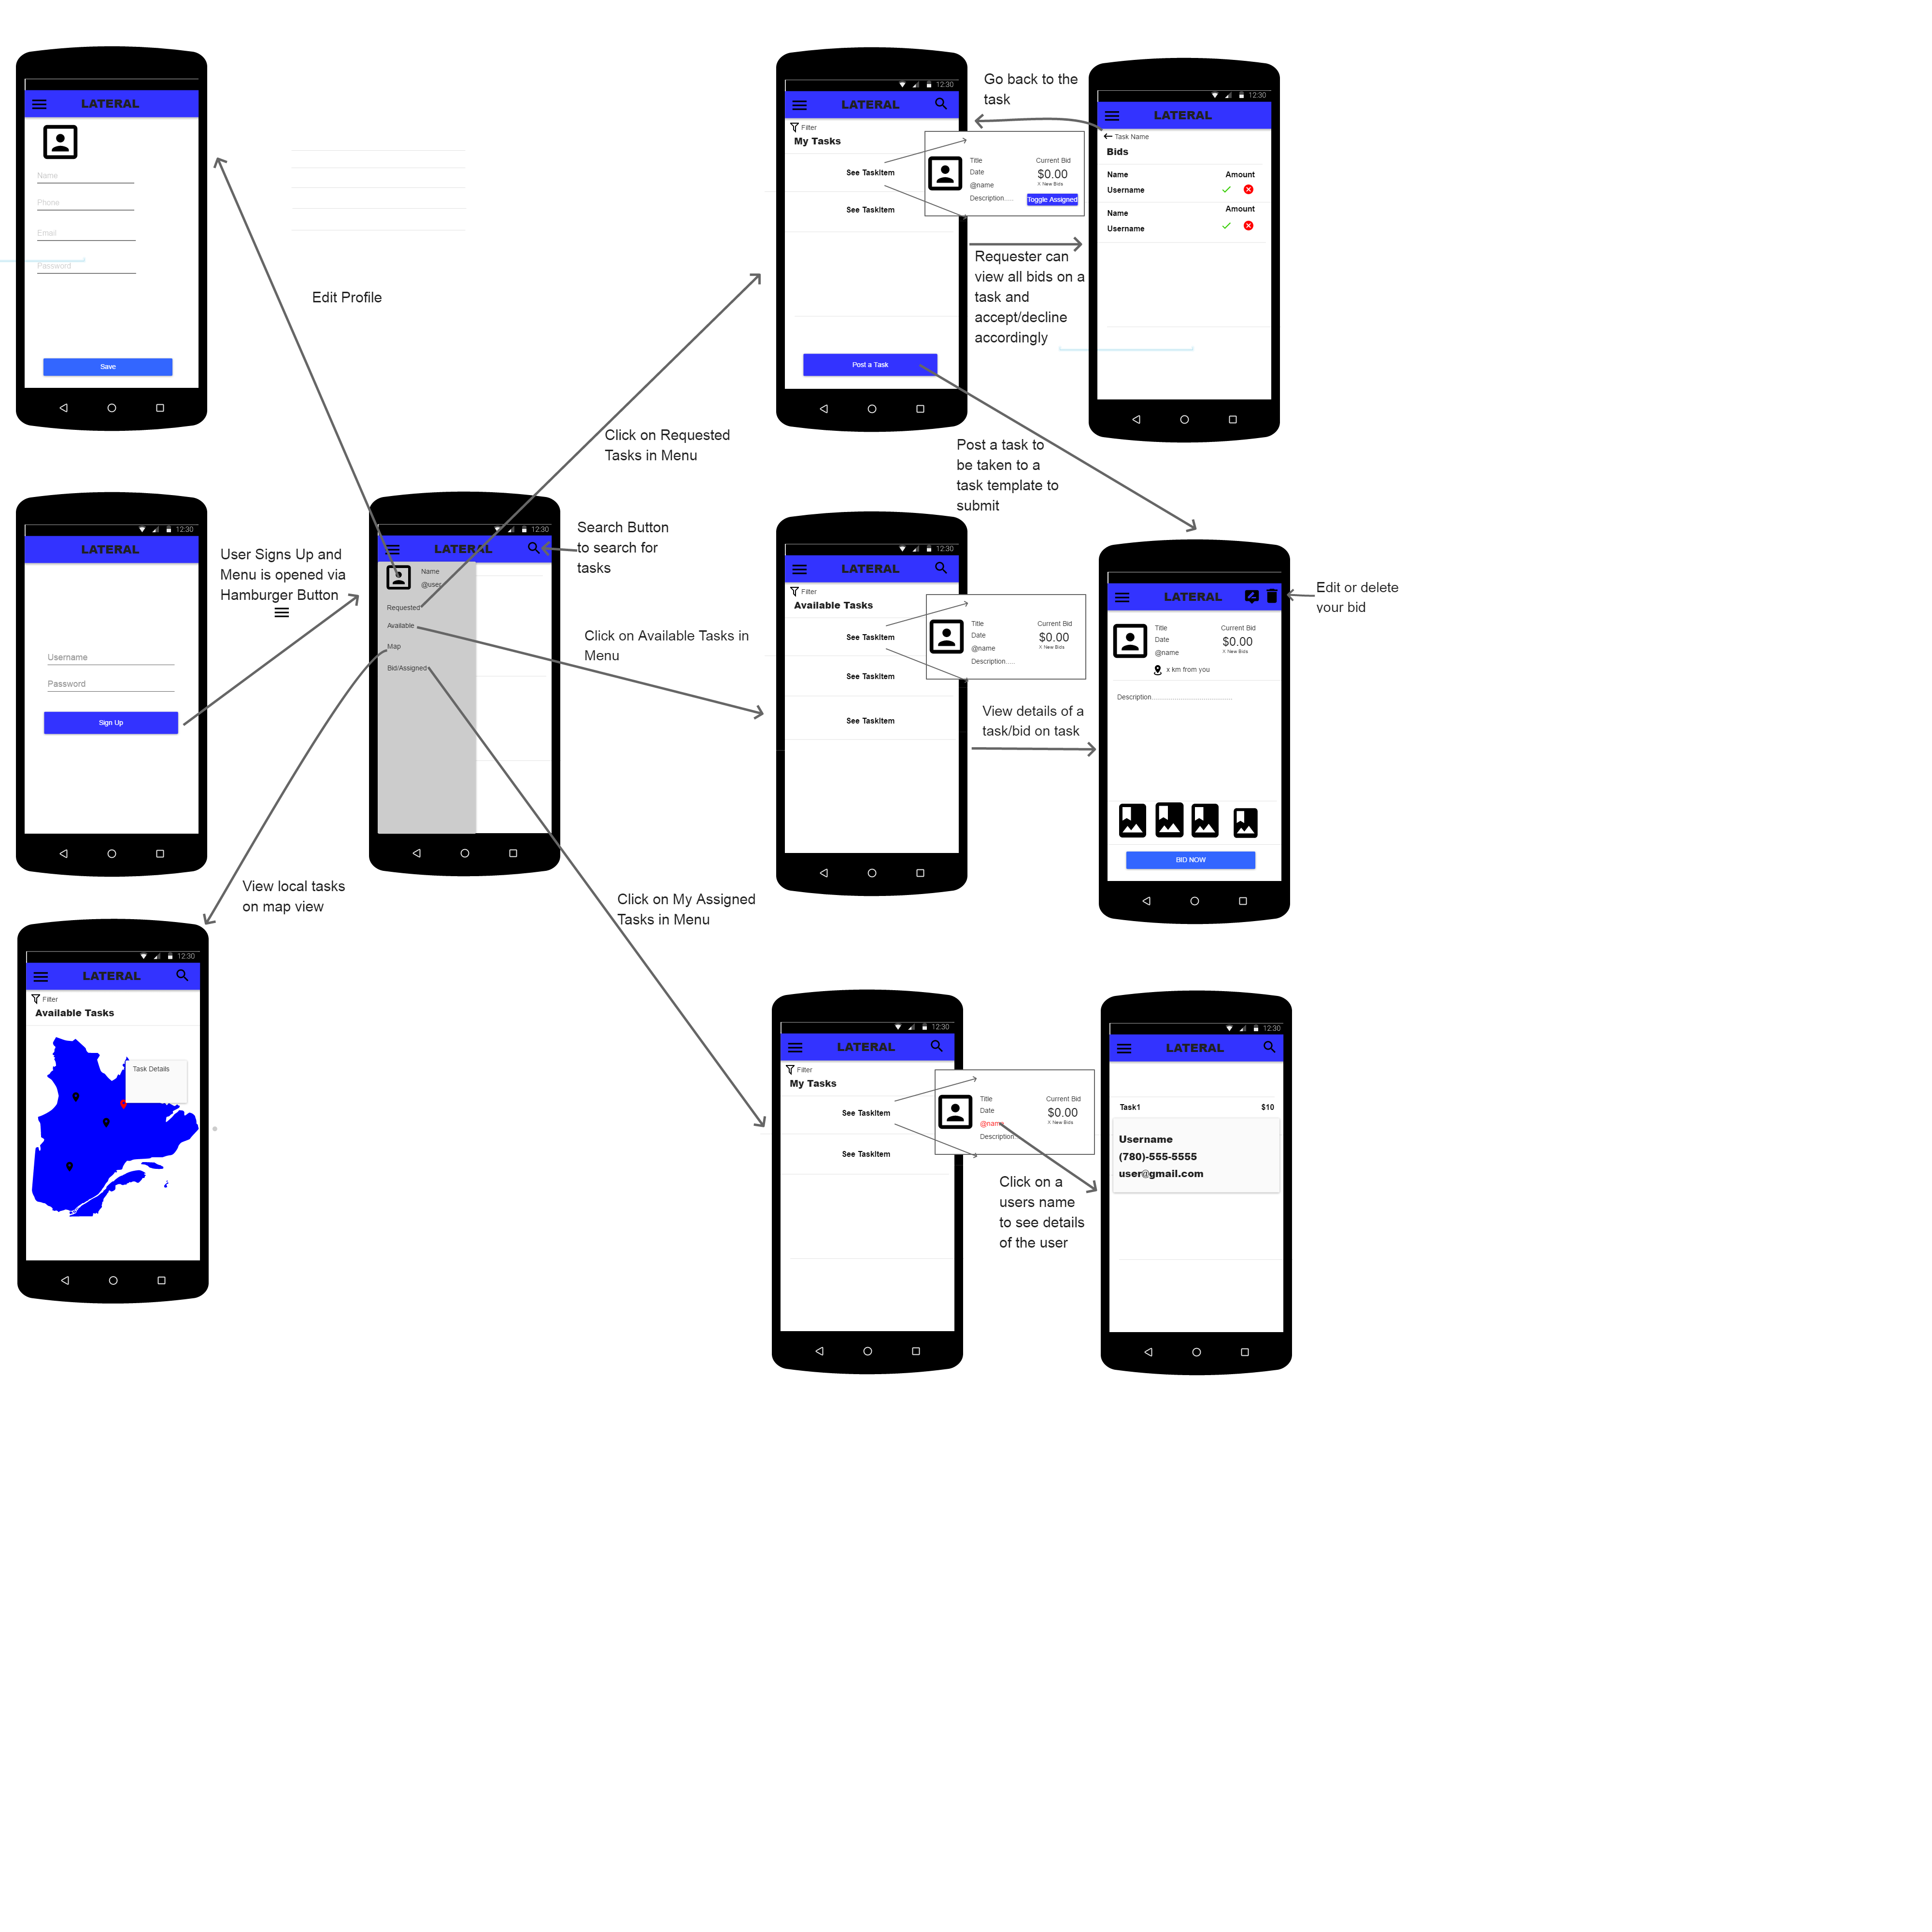 LATERAL
Name
Phone
Email
Password
Save
Edit Profile
12:30
LATERAL
Filter
My Tasks
See TaskItem
See TaskItem
Post a Task
Title
Date
@name
Description.....
Current Bid
$0.00
X New Bids
Toggle Assigned
Go back to the
task
Requester can
view all bids on a
task and
accept/decline
accordingly
12:30
LATERAL
Task Name
Bids
Name
Amount
Username
Name
Amount
Username
Click on Requested
Tasks in Menu
Post a task to
be taken to a
task template to
submit
12:30
LATERAL
Username
Password
Sign Up
User Signs Up and
Menu is opened via
Hamburger Button
12:30
LATERAL
Name
@user
Requested
Available
Map
Bid/Assigned
Search Button
to search for
tasks
Click on Available Tasks in
Menu
12:30
LATERAL
Filter
Available Tasks
See TaskItem
See TaskItem
See TaskItem
Title
Date
@name
Description.....
Current Bid
$0.00
X New Bids
View details of a
task/bid on task
LATERAL
Title
Date
@name
Current Bid
$0.00
X New Bids
x km from you
Description.......................................
BID NOW
Edit or delete
your bid
View local tasks
on map view
Click on My Assigned
Tasks in Menu
12:30
LATERAL
Filter
Available Tasks
Task Details
12:30
LATERAL
Filter
My Tasks
See TaskItem
See TaskItem
Title
Date
@name
Description...
Current Bid
$0.00
X New Bids
Click on a
users name
to see details
of the user
12:30
LATERAL
Task1
$10
Username
(780)-555-5555
user@gmail.com